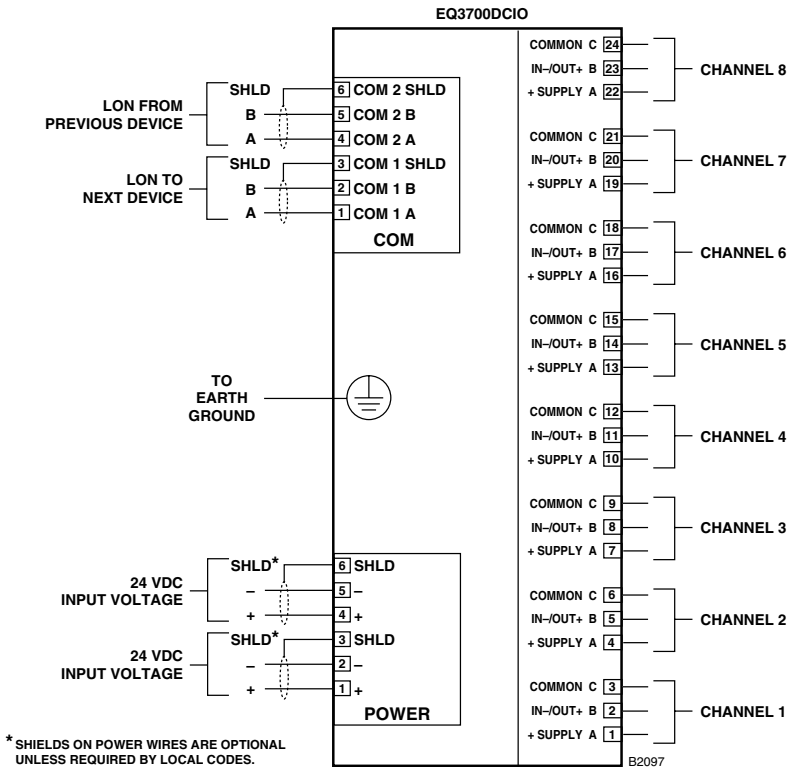 EQ3700DCIO
LON FROM
PREVIOUS DEVICE
SHLD
B
A
6 COM 2 SHLD
5 COM 2 B
4 COM 2 A
LON TO
NEXT DEVICE
SHLD
B
A
3 COM 1 SHLD
2 COM 1 B
1 COM 1 A
COM
TO
EARTH
GROUND
24 VDC
INPUT VOLTAGE
SHLD*
–
+
6 SHLD
5 –
4 +
24 VDC
INPUT VOLTAGE
SHLD*
–
+
3 SHLD
2 –
1 +
POWER
* SHIELDS ON POWER WIRES ARE OPTIONAL
UNLESS REQUIRED BY LOCAL CODES.
COMMON C 24
IN–/OUT+ B 23
+ SUPPLY A 22
CHANNEL 8
COMMON C 21
IN–/OUT+ B 20
+ SUPPLY A 19
CHANNEL 7
COMMON C 18
IN–/OUT+ B 17
+ SUPPLY A 16
CHANNEL 6
COMMON C 15
IN–/OUT+ B 14
+ SUPPLY A 13
CHANNEL 5
COMMON C 12
IN–/OUT+ B 11
+ SUPPLY A 10
CHANNEL 4
COMMON C 9
IN–/OUT+ B 8
+ SUPPLY A 7
CHANNEL 3
COMMON C 6
IN–/OUT+ B 5
+ SUPPLY A 4
CHANNEL 2
COMMON C 3
IN–/OUT+ B 2
+ SUPPLY A 1
CHANNEL 1
B2097